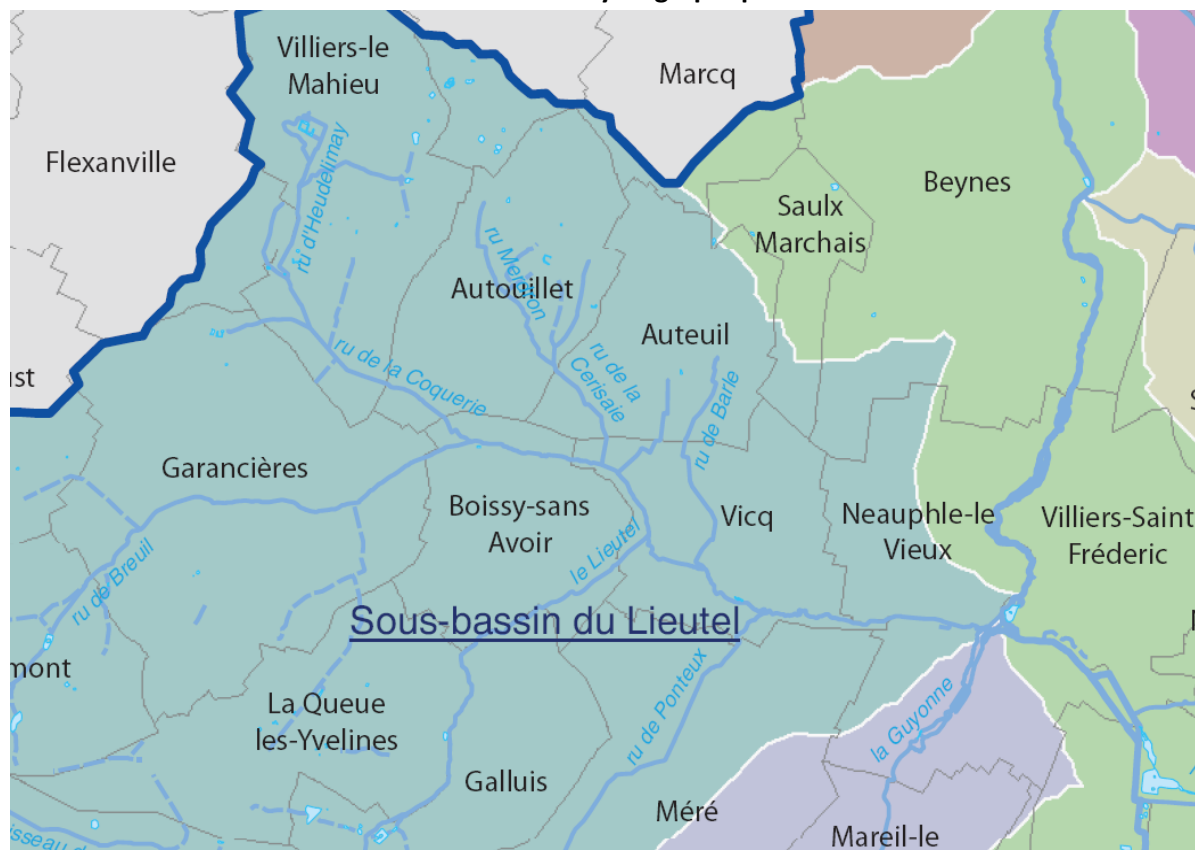 Villiers-le
Mahieu
Marcq
Flexanville
Beynes
Saulx
Marchais
ru d'Heudelimay
ru Merdron
Autouillet
Auteuil
ru de la
Cerisaie
ru de la Coquerie
ru de Barle
Garancières
Boissy-sans
Avoir
Vicq
Neauphle-le
Vieux
Villiers-Saint
Fréderic
le Lieutel
ru de Breuil
Sous-bassin du Lieutel
mont
La Queue
les-Yvelines
ru de Ponteux
la Guyonne
Galluis
Méré
Mareil-le